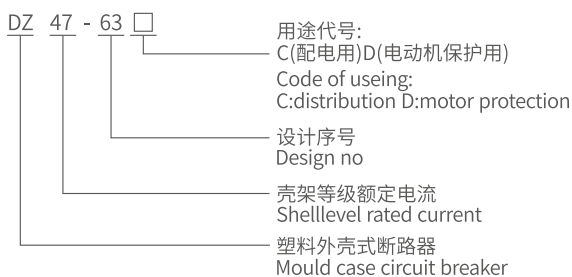 DZ 47 - 63 □
用途代号:
C(配电用)D(电动机保护用)
Code of useing:
C:distribution D:motor protection
设计序号
Design no
壳架等级额定电流
Shelllevel rated current
塑料外壳式断路器
Mould case circuit breaker